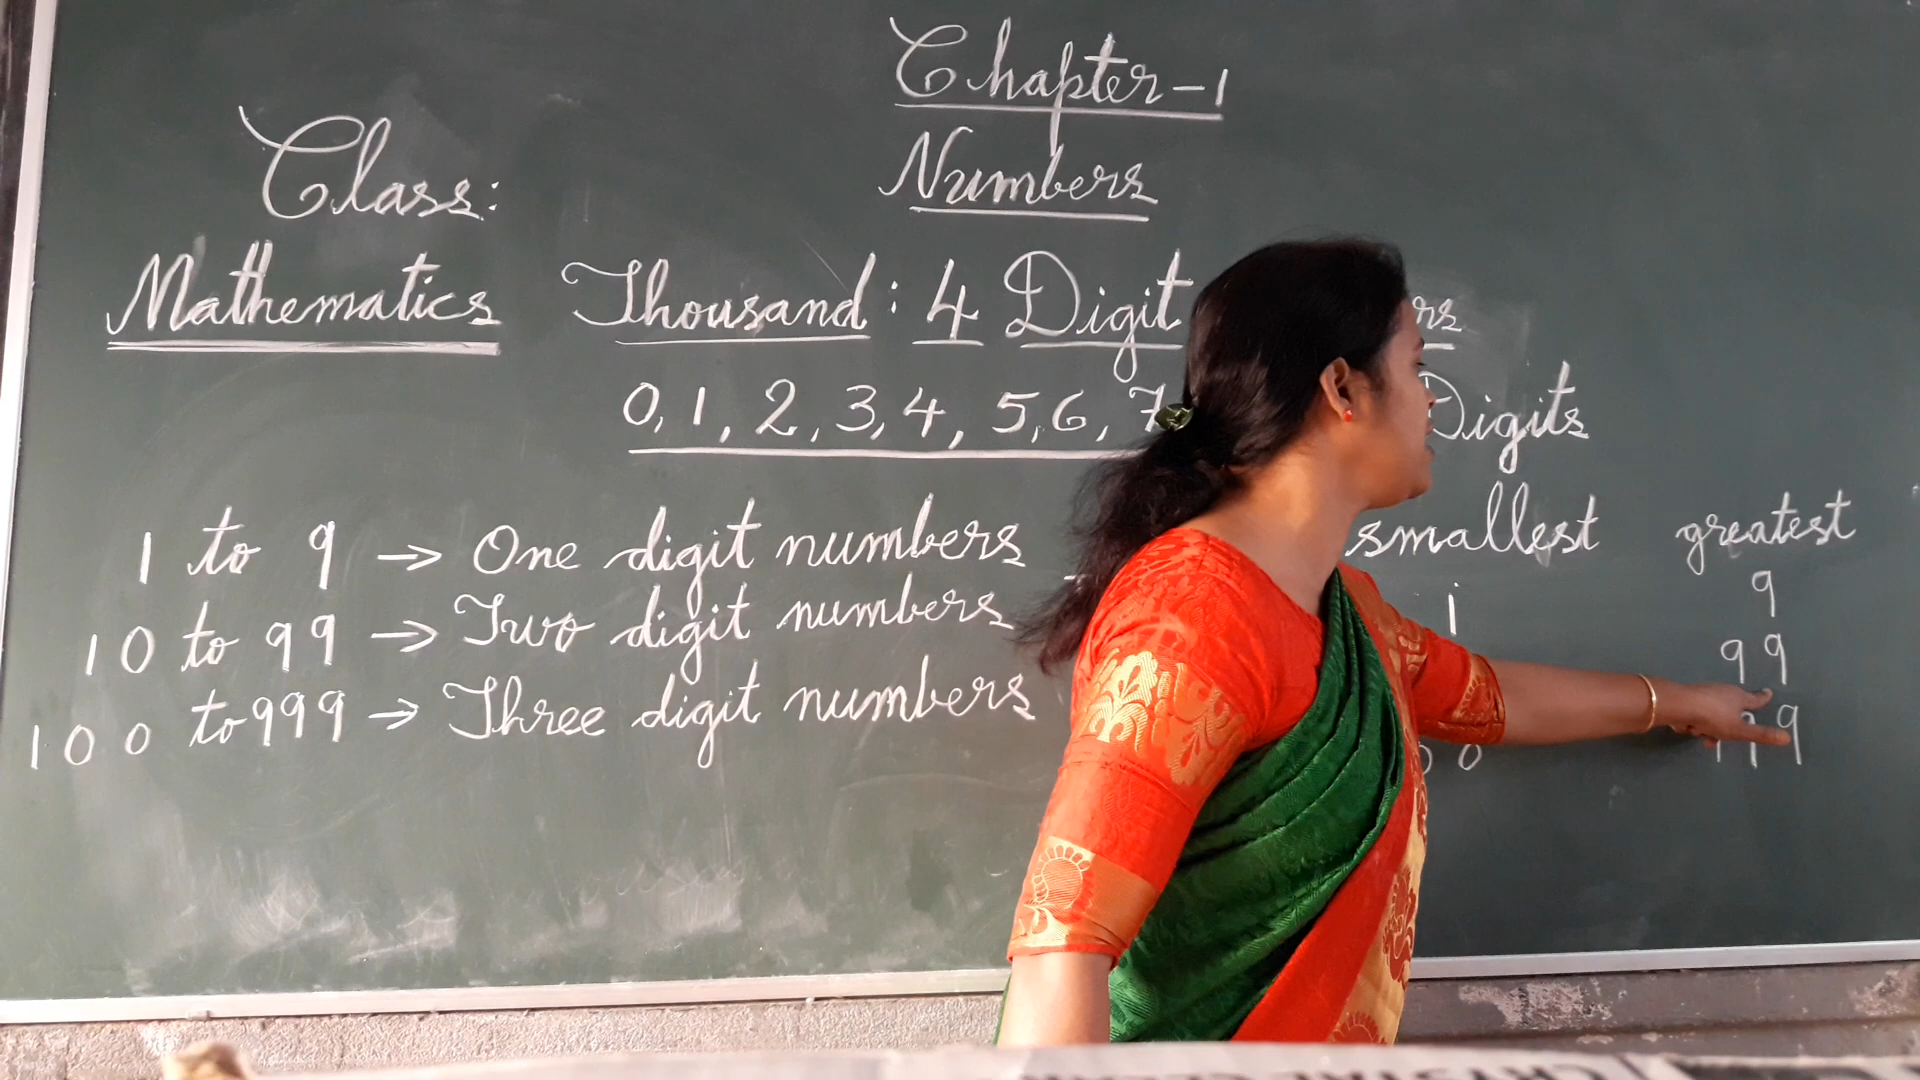 Chapter-1
Numbers
Class:
Mathematics
Thousand: 4 Digit
0, 1, 2, 3, 4, 5, 6, 7 Digits
smallest greatest
1 to 9 → One digit numbers 1 9
10 to 99 → Two digit numbers 99
100 to 999 → Three digit numbers